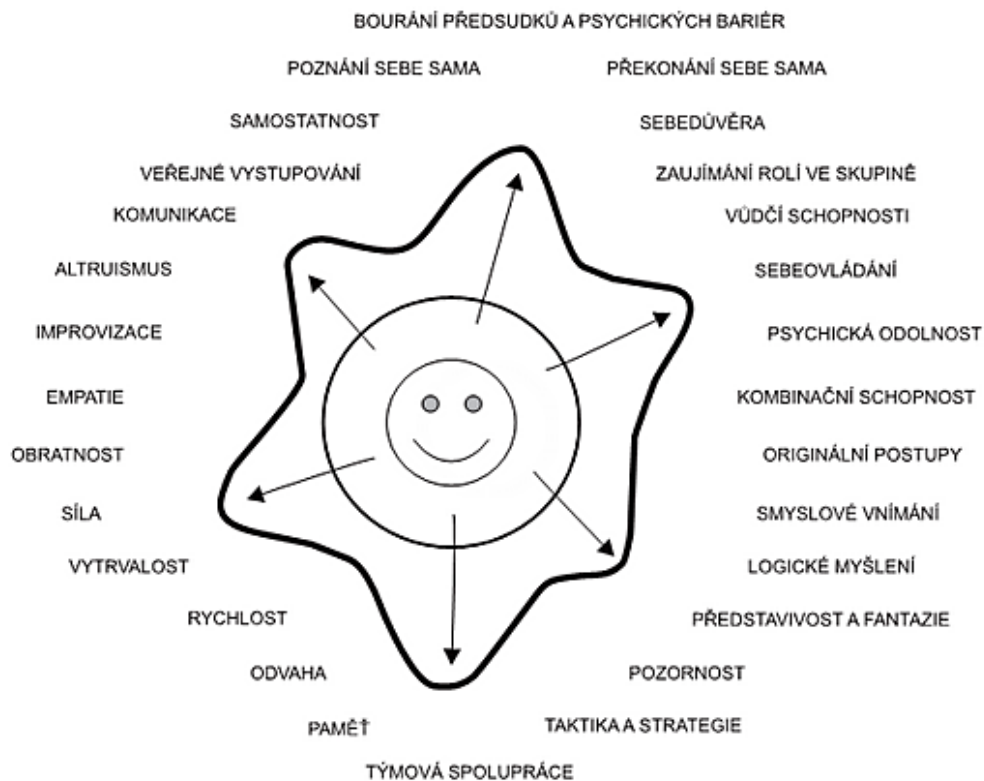 BOURÁNÍ PŘEDSUDKŮ A PSYCHICKÝCH BARIÉR
POZNÁNÍ SEBE SAMA
PŘEKONÁNÍ SEBE SAMA
SAMOSTATNOST
SEBEDŮVĚRA
VEŘEJNÉ VYSTUPOVÁNÍ
ZAUJÍMÁNÍ ROLÍ VE SKUPINĚ
KOMUNIKACE
VŮDČÍ SCHOPNOSTI
ALTRUISMUS
SEBEOVLÁDÁNÍ
IMPROVIZACE
PSYCHICKÁ ODOLNOST
EMPATIE
KOMBINAČNÍ SCHOPNOST
OBRATNOST
ORIGINÁLNÍ POSTUPY
SÍLA
SMYSLOVÉ VNÍMÁNÍ
VYTRVALOST
LOGICKÉ MYŠLENÍ
RYCHLOST
PŘEDSTAVIVOST A FANTAZIE
ODVAHA
POZORNOST
PAMĚŤ
TAKTIKA A STRATEGIE
TÝMOVÁ SPOLUPRÁCE